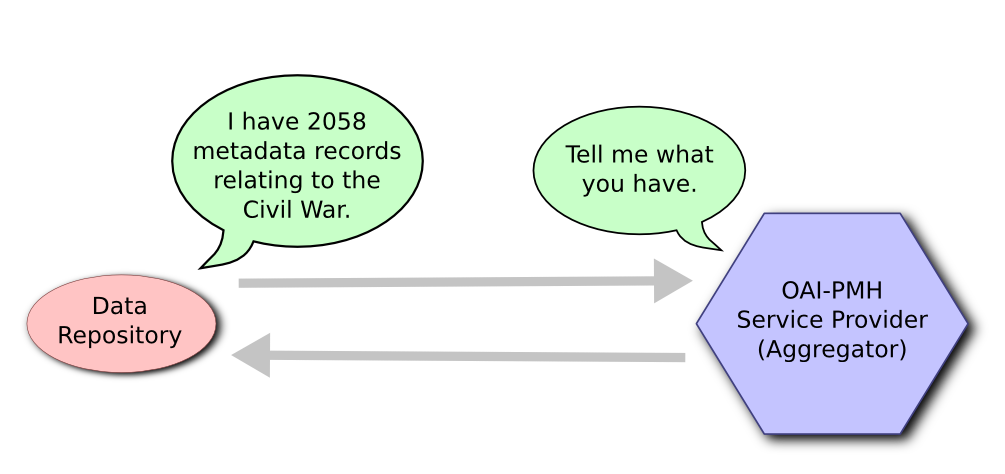 I have 2058
metadata records
relating to the
Civil War.
Tell me what
you have.
Data
Repository
OAI-PMH
Service Provider
(Aggregator)